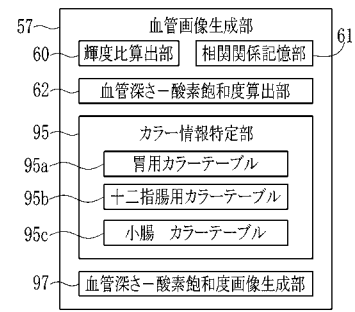 57 血管画像生成部
60 輝度比算出部 相関関係記憶部 61
62 血管深さー酸素飽和度算出部
95 カラー情報特定部
95a 胃用カラーテーブル
95b 十二指腸用カラーテーブル
95c 小腸 カラーテーブル
97 血管深さー酸素飽和度画像生成部